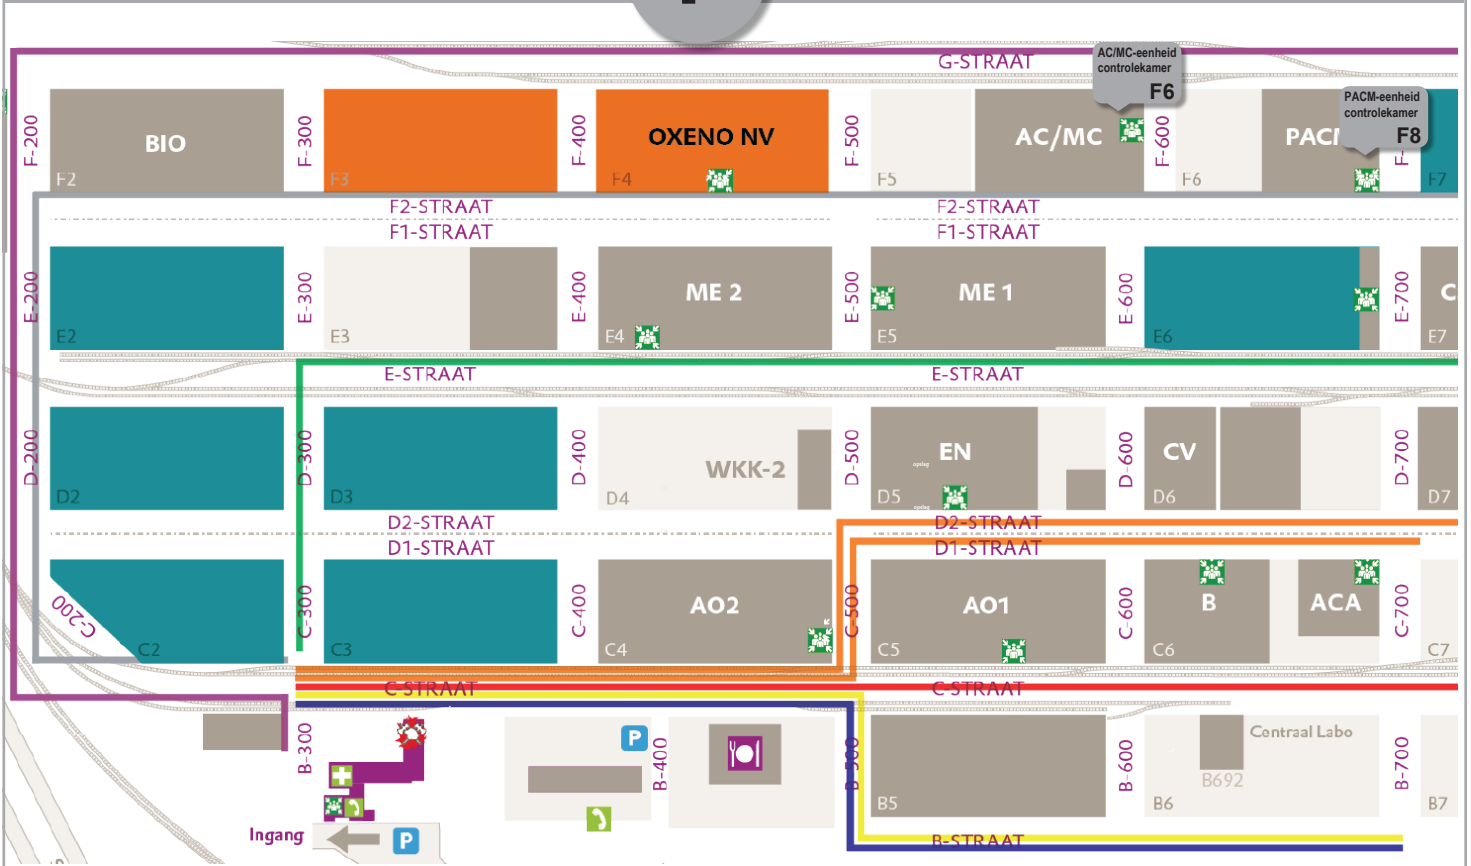 G-STRAAT
AC/MC-eenheid
controlekamer
F6
PACM-eenheid
controlekamer
F8
F-200
BIO
F2
F-300
F3
F-400
OXENO NV
F4
F-500
F5
AC/MC
F-600
F6
F7
F2-STRAAT
F2-STRAAT
F1-STRAAT
F1-STRAAT
E-200
E2
E-300
E3
E-400
ME 2
E4
E-500
ME 1
E5
E-600
E6
E-700
E7
E-STRAAT
E-STRAAT
D-200
D2
D-300
D3
D-400
WKK-2
D4
D-500
EN
opslag
opslag
D5
D-600
CV
D6
D-700
D7
D2-STRAAT
D2-STRAAT
D1-STRAAT
D1-STRAAT
C-200
C2
C-300
C3
C-400
AO2
C4
C-500
AO1
C5
C-600
B
C6
ACA
C-700
C7
C-STRAAT
C-STRAAT
B-300
P
B-400
B-500
B5
B-600
Centraal Labo
B692
B6
B-700
B7
Ingang
P
B-STRAAT